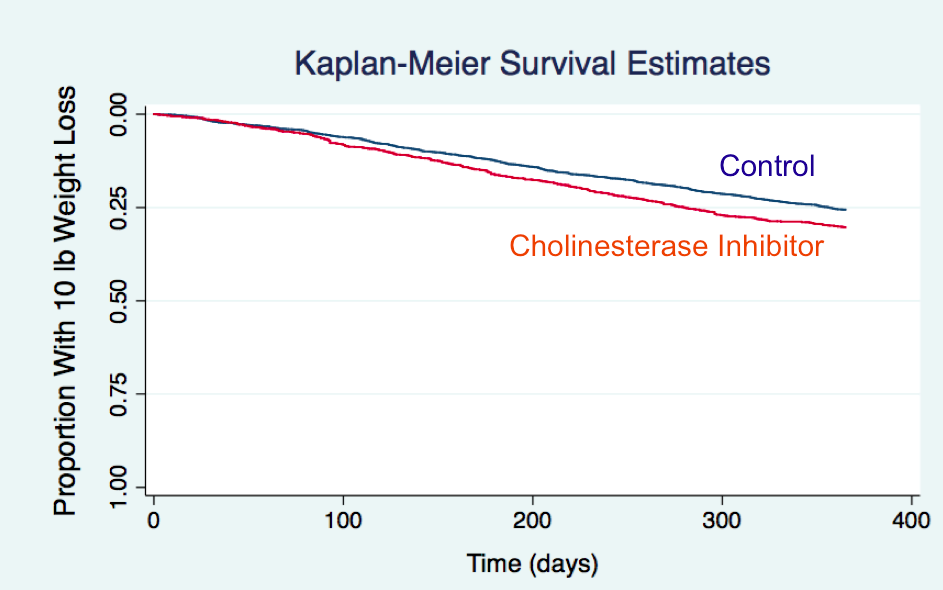 Kaplan-Meier Survival Estimates
Proportion With 10 lb Weight Loss
0.00
0.25
0.50
0.75
1.00
Control
Cholinesterase Inhibitor
0 100 200 300 400
Time (days)